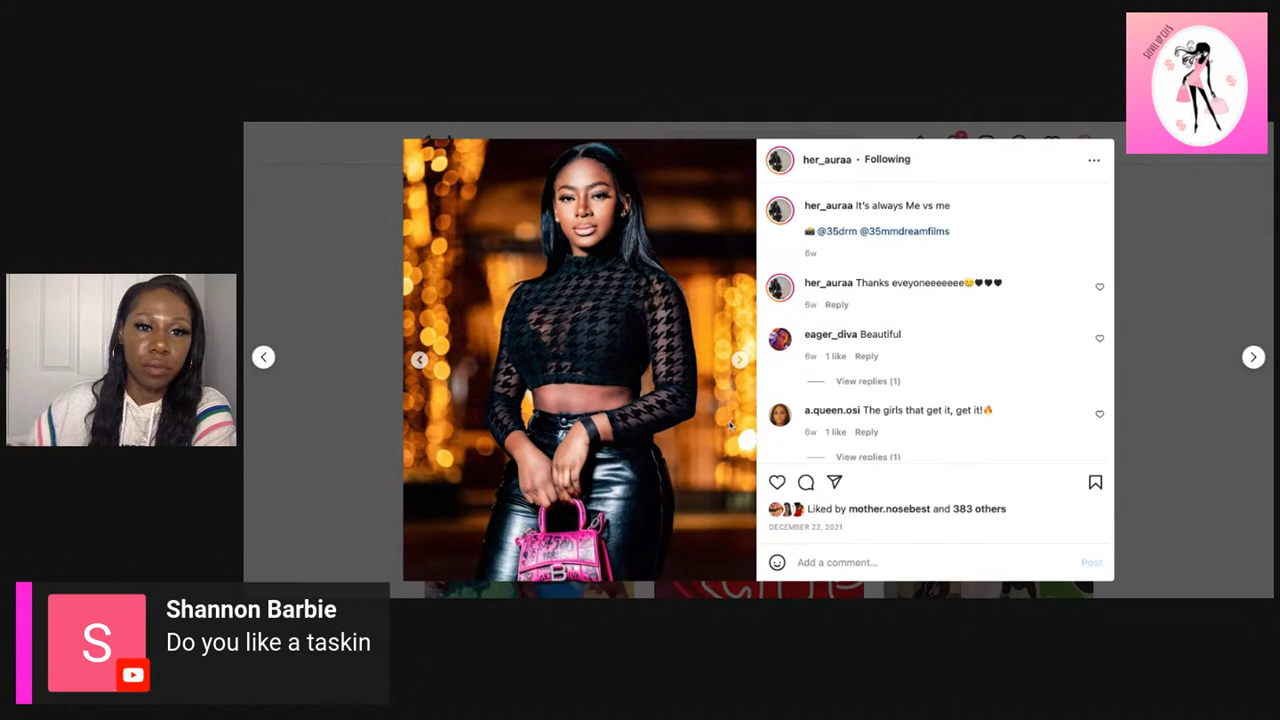 SLEVEL UP CEES
her_auraa • Following
her_auraa It's always Me vs me
📸 @35drm @35mmdreamfilms
6w
her_auraa Thanks eveyoneeeeeee😊🖤🖤🖤
6w Reply
eager_diva Beautiful
6w 1 like Reply
View replies (1)
a.queen.osi The girls that get it, get it!🔥
6w 1 like Reply
View replies (1)
Liked by mother.nosebest and 383 others
DECEMBER 22, 2021
Add a comment...
Post
S
Shannon Barbie
Do you like a taskin